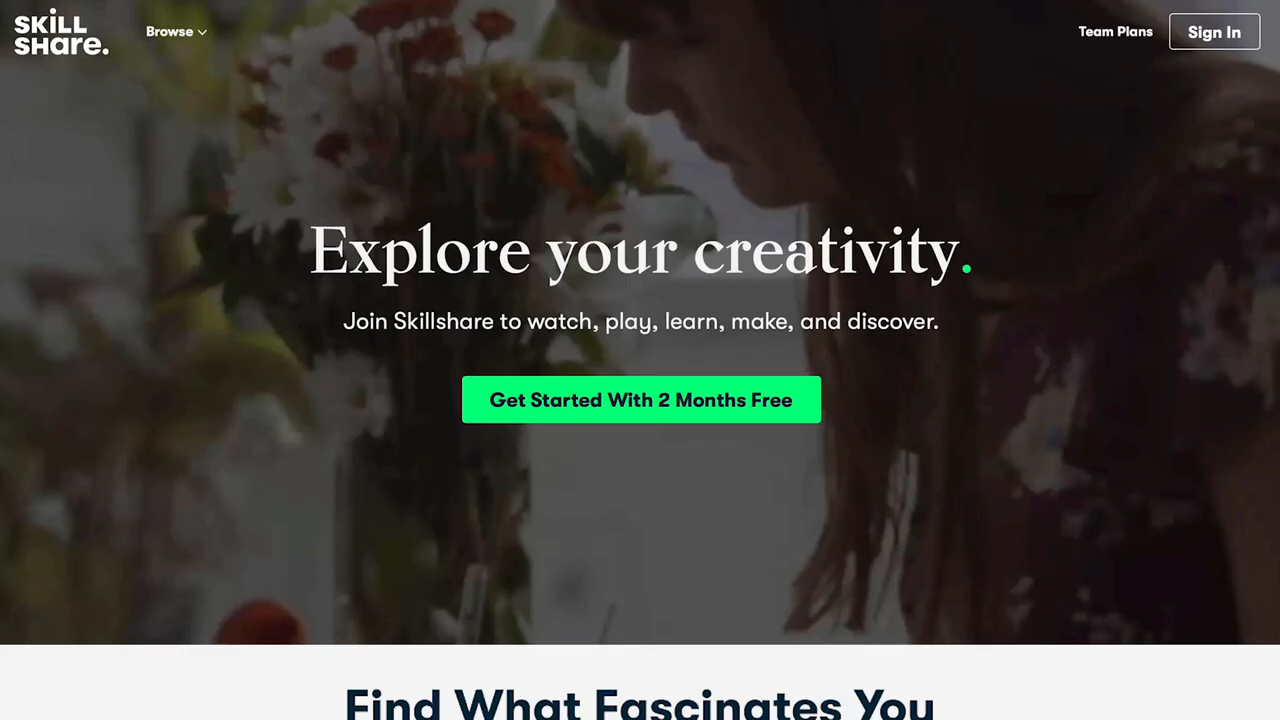 SKiLL
SHare.
Browse
Team Plans
Sign In
Explore your creativity.
Join Skillshare to watch, play, learn, make, and discover.
Get Started With 2 Months Free
Find What Fascinates You